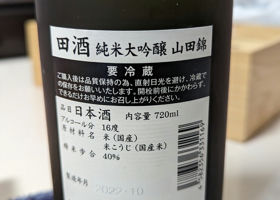 田酒 純米大吟醸 山田錦
要冷蔵
ご購入後は品質保持の為、直射日光を避け、冷蔵で
の保存をお願いします。開栓前後にかかわらず、
できるだけお早めにお召し上がりください。
品目 日本酒 内容量 720ml
アルコール分 16度
原材料名 米(国産)
米こうじ(国産米)
精米歩合 40%
製造年月 2022.10